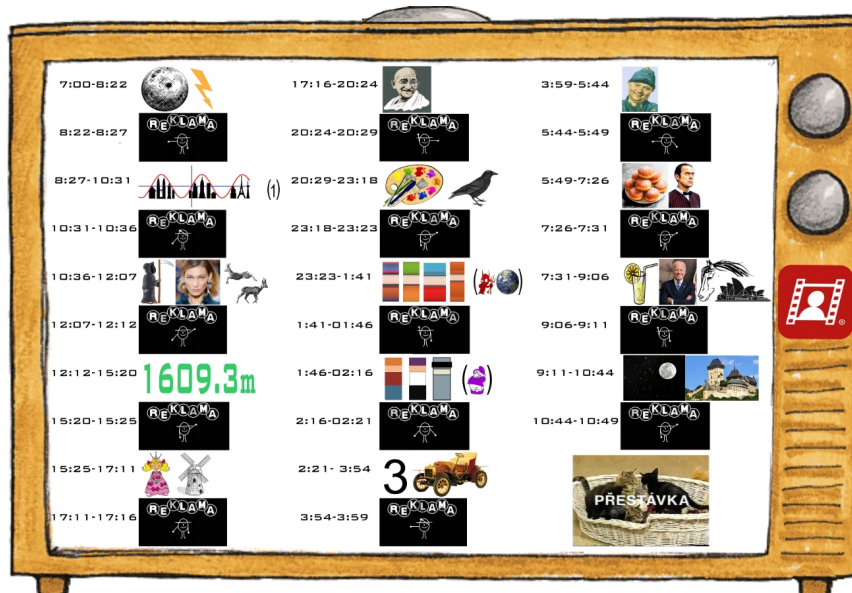 7:00-8:22
8:22-8:27
REKLAMA
8:27-10:31
(1)
10:31-10:36
REKLAMA
10:36-12:07
12:07-12:12
REKLAMA
12:12-15:20
1609.3m
15:20-15:25
REKLAMA
15:25-17:11
17:11-17:16
REKLAMA
17:16-20:24
20:24-20:29
REKLAMA
20:29-23:18
23:18-23:23
REKLAMA
23:23-1:41
( )
1:41-01:46
REKLAMA
1:46-02:16
( )
2:16-02:21
REKLAMA
2:21- 3:54
3
3:54-3:59
REKLAMA
3:59-5:44
5:44-5:49
REKLAMA
5:49-7:26
7:26-7:31
REKLAMA
7:31-9:06
9:06-9:11
REKLAMA
9:11-10:44
10:44-10:49
REKLAMA
PŘESTÁVKA
®